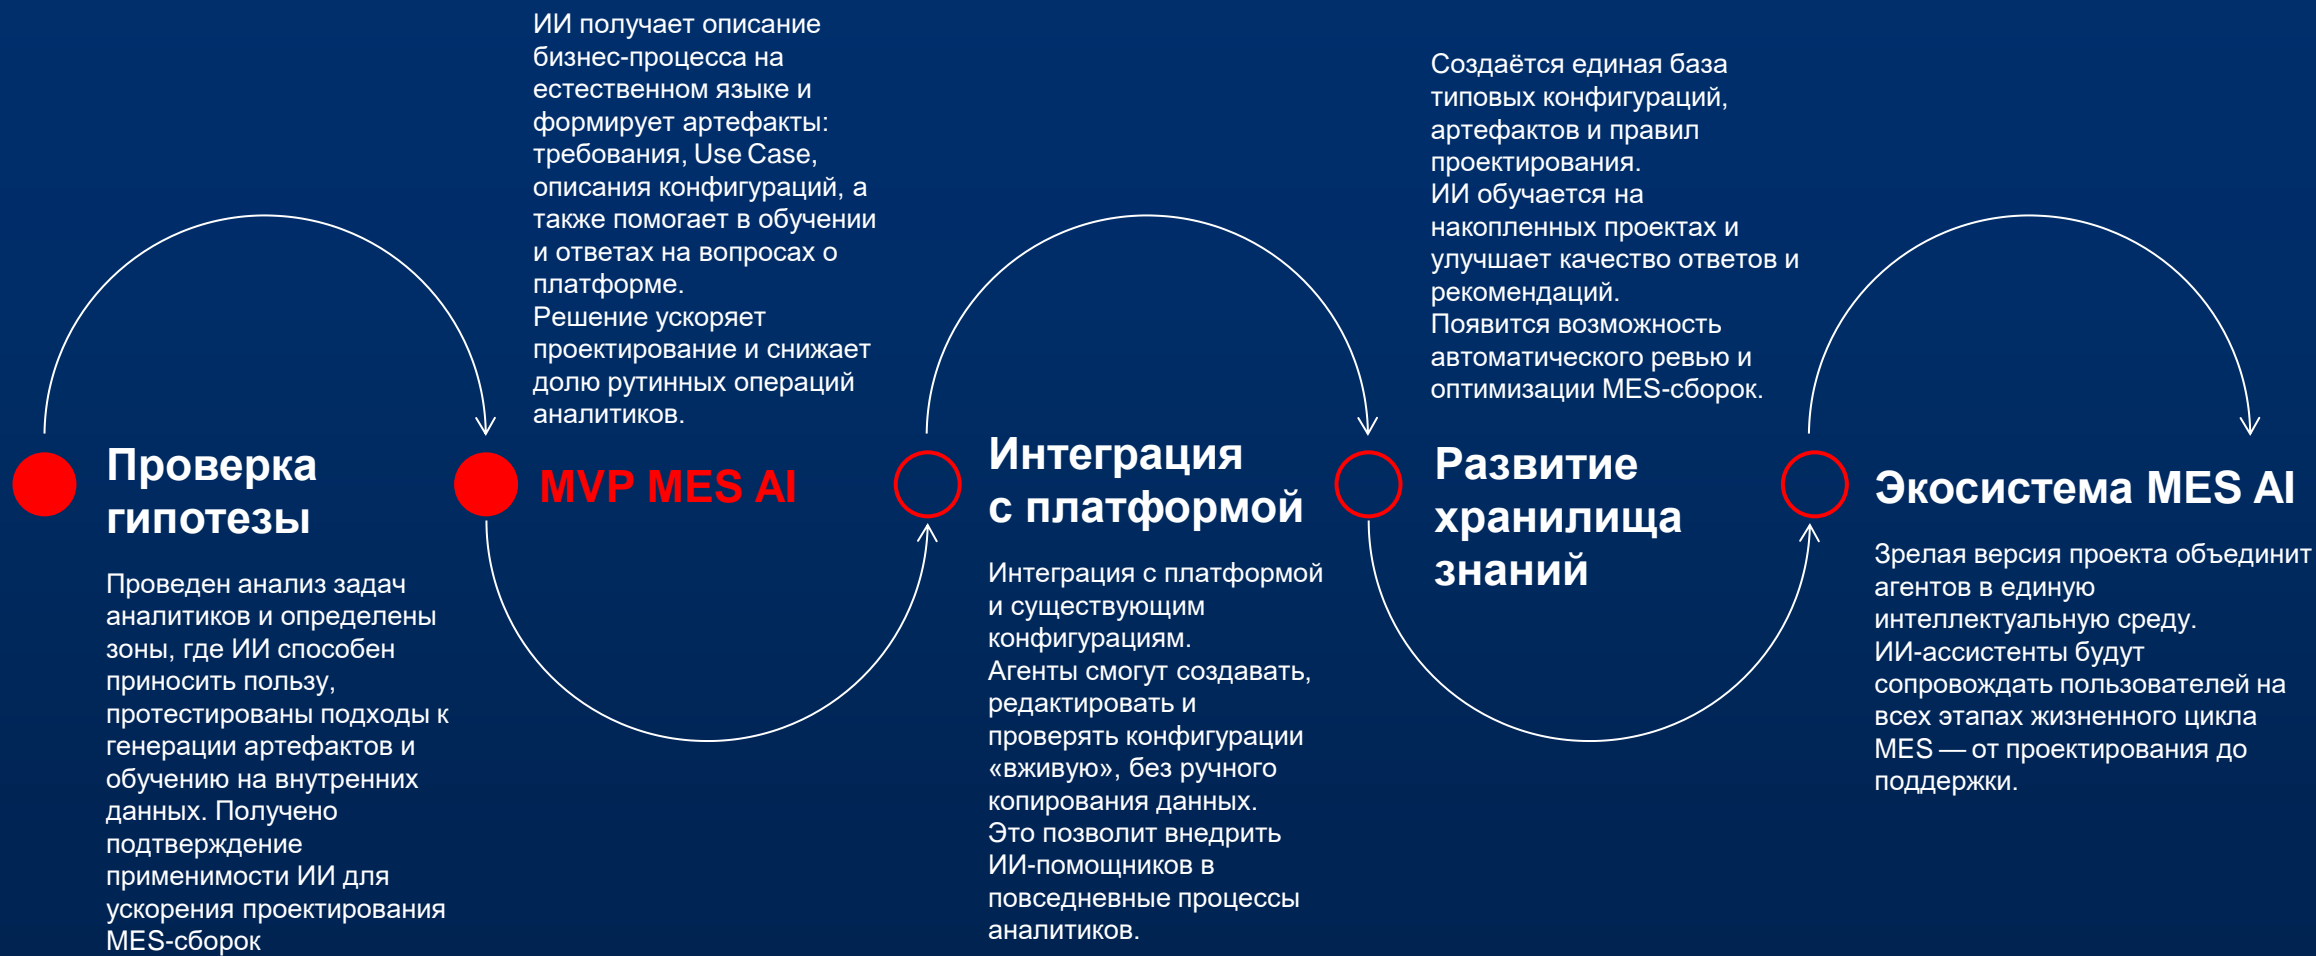 Проверка
гипотезы
Проведен анализ задач
аналитиков и определены
зоны, где ИИ способен
приносить пользу,
протестированы подходы к
генерации артефактов и
обучению на внутренних
данных. Получено
подтверждение
применимости ИИ для
ускорения проектирования
MES-сборок
ИИ получает описание
бизнес-процесса на
естественном языке и
формирует артефакты:
требования, Use Case,
описания конфигураций, а
также помогает в обучении
и ответах на вопросах о
платформе.
Решение ускоряет
проектирование и снижает
долю рутинных операций
аналитиков.
MVP MES AI
Интеграция
с платформой
Интеграция с платформой
и существующим
конфигурациям.
Агенты смогут создавать,
редактировать и
проверять конфигурации
«вживую», без ручного
копирования данных.
Это позволит внедрить
ИИ-помощников в
повседневные процессы
аналитиков.
Создаётся единая база
типовых конфигураций,
артефактов и правил
проектирования.
ИИ обучается на
накопленных проектах и
улучшает качество ответов и
рекомендаций.
Появится возможность
автоматического ревью и
оптимизации MES-сборок.
Развитие
хранилища
знаний
Экосистема MES AI
Зрелая версия проекта объединит
агентов в единую
интеллектуальную среду.
ИИ-ассистенты будут
сопровождать пользователей на
всех этапах жизненного цикла
MES — от проектирования до
поддержки.